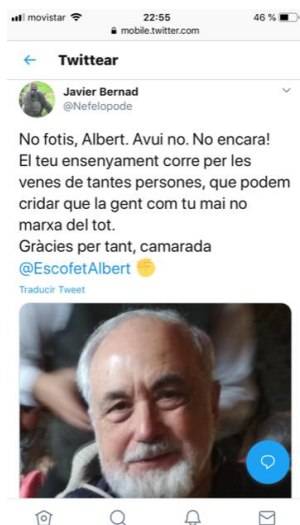 movistar 22:55 46 %
mobile.twitter.com
Twittear
Javier Bernad
@Nefelopode
No fotis, Albert. Avui no. No encara!
El teu ensenyament corre per les
venes de tantes persones, que podem
cridar que la gent com tu mai no
marxa del tot.
Gràcies per tant, camarada
@EscofetAlbert ✊
Traducir Tweet